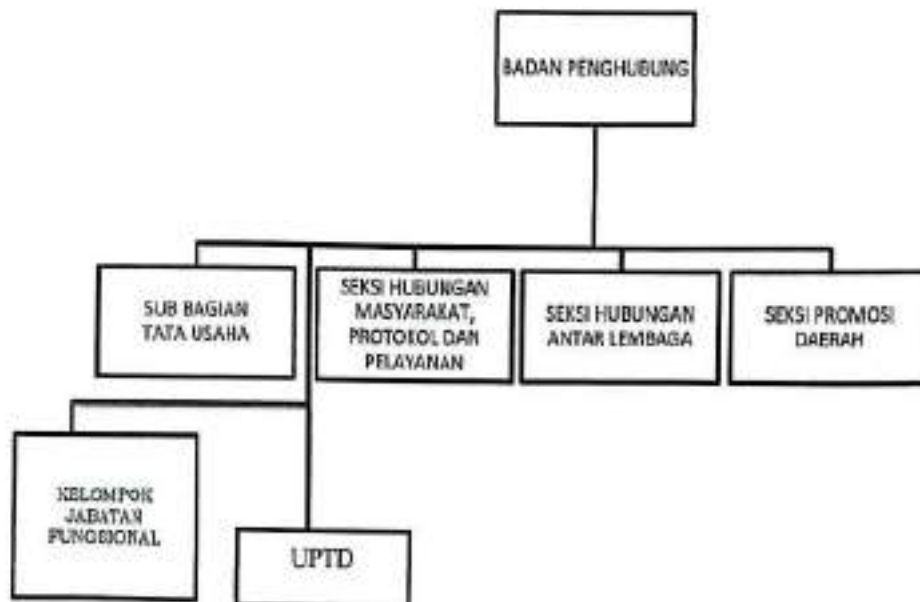 BADAN PENGHUBUNG
SUB BAGIAN
TATA USAHA
SEKSI HUBUNGAN
MASYARAKAT,
PROTOKOL DAN
PELAYANAN
SEKSI HUBUNGAN
ANTAR LEMBAGA
SEKSI PROMOSI
DAERAH
KELOMPOK
JABATAN
FUNGSIONAL
UPTD